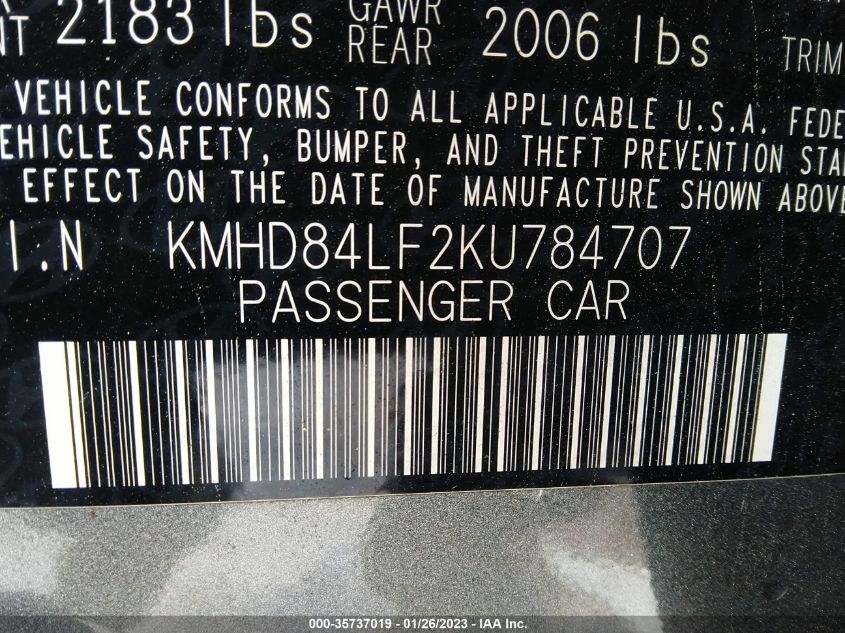 2183 lbs GAWR REAR 2006 lbs TRIM
VEHICLE CONFORMS TO ALL APPLICABLE U.S.A. FEDE
EHICLE SAFETY, BUMPER, AND THEFT PREVENTION STA
EFFECT ON THE DATE OF MANUFACTURE SHOWN ABOVE
I.N KMHD84LF2KU784707
PASSENGER CAR
000-35737019 — 01/26/2023 — IAA Inc.